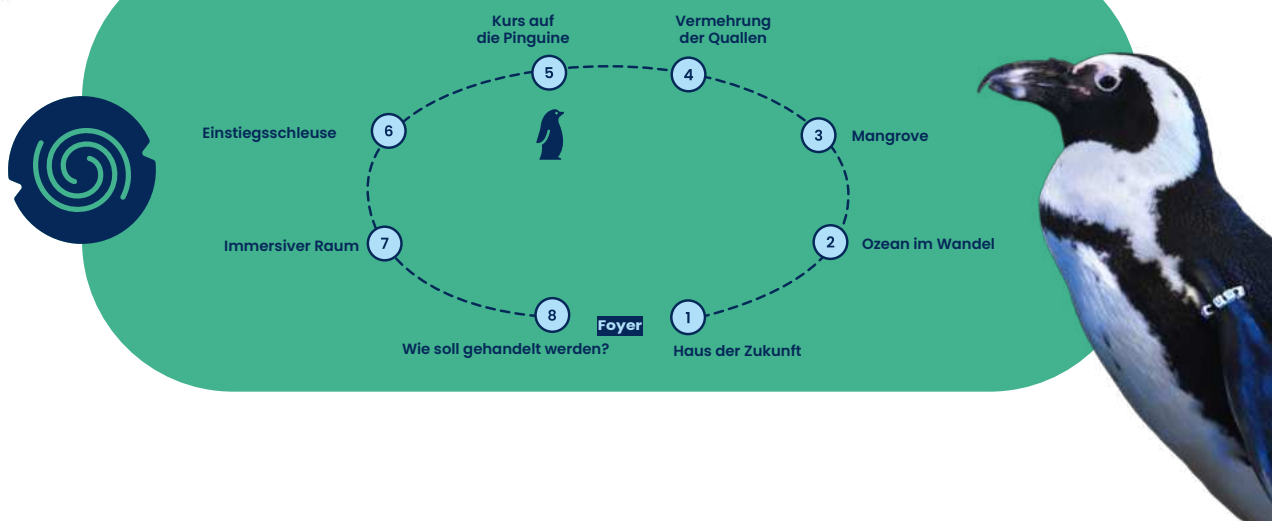 Kurs auf
die Pinguine
Vermehrung
der Quallen
5
4
Einstiegsschleuse
6
3
Mangrove
Immersiver Raum
7
2
Ozean im Wandel
8
Foyer
1
Wie soll gehandelt werden?
Haus der Zukunft